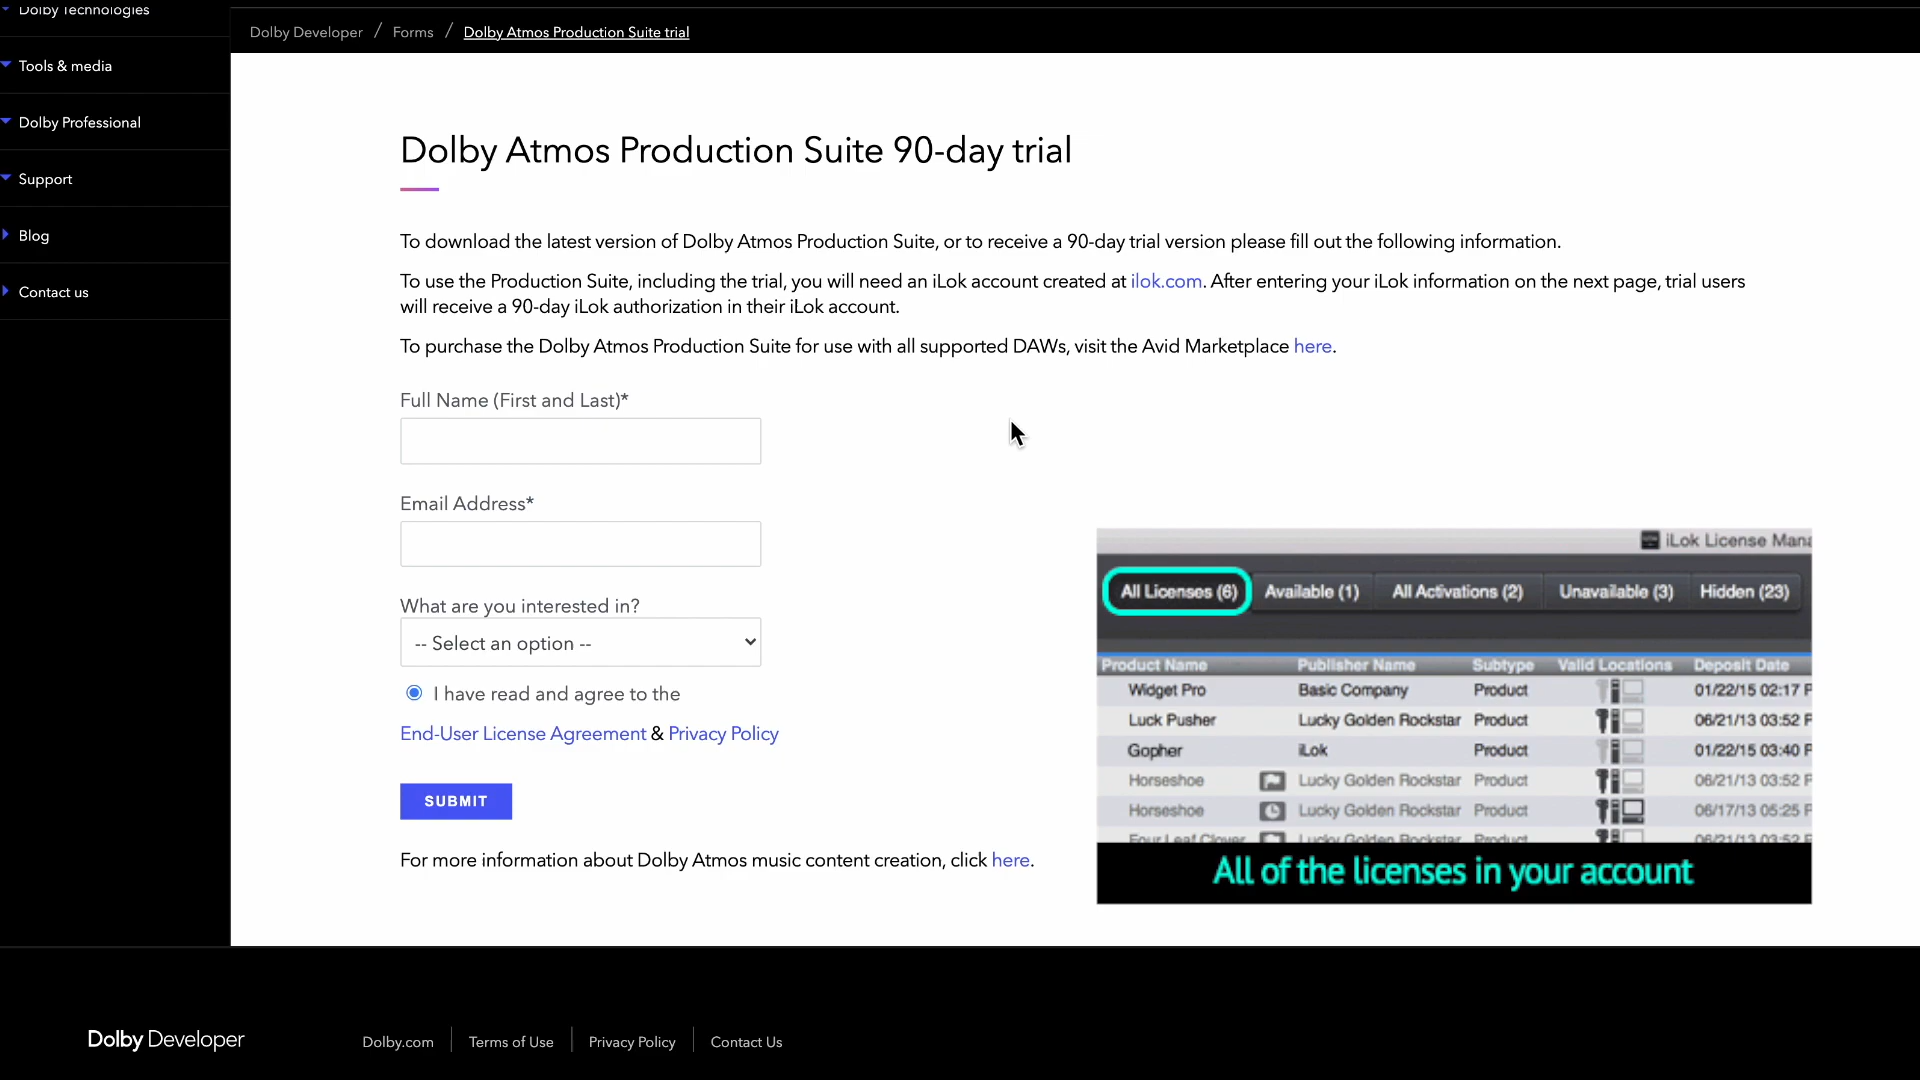 Dolby Technologies
Tools & media
Dolby Professional
Support
Blog
Contact us
Dolby Developer / Forms / Dolby Atmos Production Suite trial
Dolby Atmos Production Suite 90-day trial
To download the latest version of Dolby Atmos Production Suite, or to receive a 90-day trial version please fill out the following information.
To use the Production Suite, including the trial, you will need an iLok account created at ilok.com. After entering your iLok information on the next page, trial users
will receive a 90-day iLok authorization in their iLok account.
To purchase the Dolby Atmos Production Suite for use with all supported DAWs, visit the Avid Marketplace here.
Full Name (First and Last)*
Email Address*
What are you interested in?
-- Select an option --
I have read and agree to the
End-User License Agreement & Privacy Policy
SUBMIT
For more information about Dolby Atmos music content creation, click here.
iLok License Mana
All Licenses (6) Available (1) All Activations (2) Unavailable (3) Hidden (23)
Product Name Publisher Name Subtype Valid Locations Deposit Date
Widget Pro Basic Company Product 01/22/15 02:17 P
Luck Pusher Lucky Golden Rockstar Product 06/21/13 03:52 P
Gopher iLok Product 01/22/15 03:40 P
Horseshoe Lucky Golden Rockstar Product 06/21/13 03:52 P
Horseshoe Lucky Golden Rockstar Product 06/17/13 05:25 P
Four Leaf Clover Lucky Golden Rockstar Product 06/21/13 03:52 P
All of the licenses in your account
Dolby Developer
Dolby.com Terms of Use Privacy Policy Contact Us